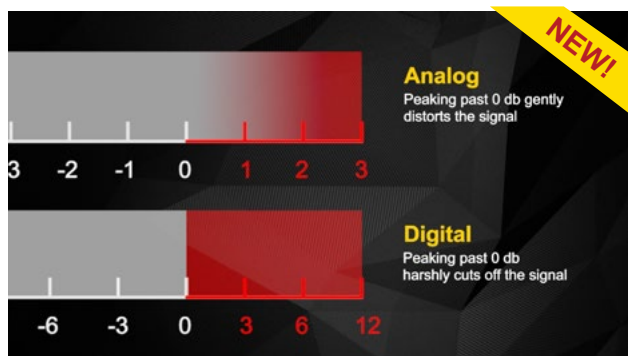 NEW!
Analog
Peaking past 0 db gently
distorts the signal
3 -2 -1 0 1 2 3
Digital
Peaking past 0 db
harshly cuts off the signal
-6 -3 0 3 6 12